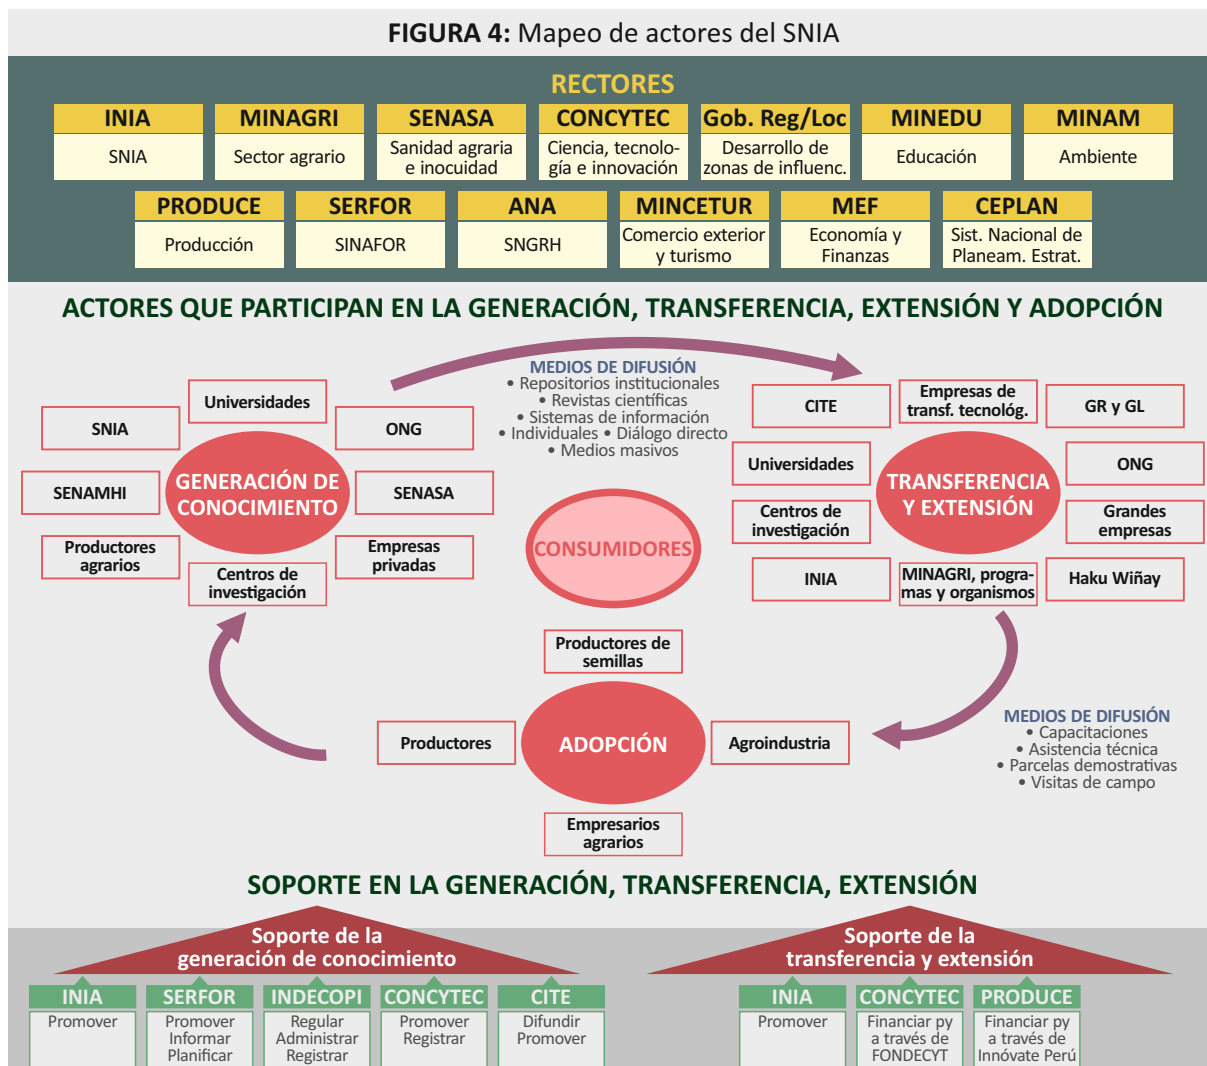 FIGURA 4: Mapeo de actores del SNIA
RECTORES
INIA
SNIA
MINAGRI
Sector agrario
SENASA
Sanidad agraria
e inocuidad
CONCYTEC
Ciencia, tecnolo-
gía e innovación
Gob. Reg/Loc
Desarrollo de
zonas de influenc.
MINEDU
Educación
MINAM
Ambiente
PRODUCE
Producción
SERFOR
SINAFOR
ANA
SNGRH
MINCETUR
Comercio exterior
y turismo
MEF
Economía y
Finanzas
CEPLAN
Sist. Nacional de
Planeam. Estrat.
ACTORES QUE PARTICIPAN EN LA GENERACIÓN, TRANSFERENCIA, EXTENSIÓN Y ADOPCIÓN
Universidades
SNIA
ONG
SENAMHI
GENERACIÓN DE
CONOCIMIENTO
SENASA
Productores
agrarios
Empresas
privadas
Centros de
investigación
MEDIOS DE DIFUSIÓN
• Repositorios institucionales
• Revistas científicas
• Sistemas de información
• Individuales • Diálogo directo
• Medios masivos
CONSUMIDORES
CITE
Empresas de
transf. tecnológ.
GR y GL
Universidades
TRANSFERENCIA
Y EXTENSIÓN
ONG
Centros de
investigación
Grandes
empresas
INIA
MINAGRI, progra-
mas y organismos
Haku Wiñay
Productores de
semillas
Productores
ADOPCIÓN
Agroindustria
Empresarios
agrarios
MEDIOS DE DIFUSIÓN
• Capacitaciones
• Asistencia técnica
• Parcelas demostrativas
• Visitas de campo
SOPORTE EN LA GENERACIÓN, TRANSFERENCIA, EXTENSIÓN
Soporte de la
generación de conocimiento
INIA
Promover
SERFOR
Promover
Informar
Planificar
INDECOPI
Regular
Administrar
Registrar
CONCYTEC
Promover
Registrar
CITE
Difundir
Promover
Soporte de la
transferencia y extensión
INIA
Promover
CONCYTEC
Financiar py
a través de
FONDECYT
PRODUCE
Financiar py
a través de
Innóvate Perú